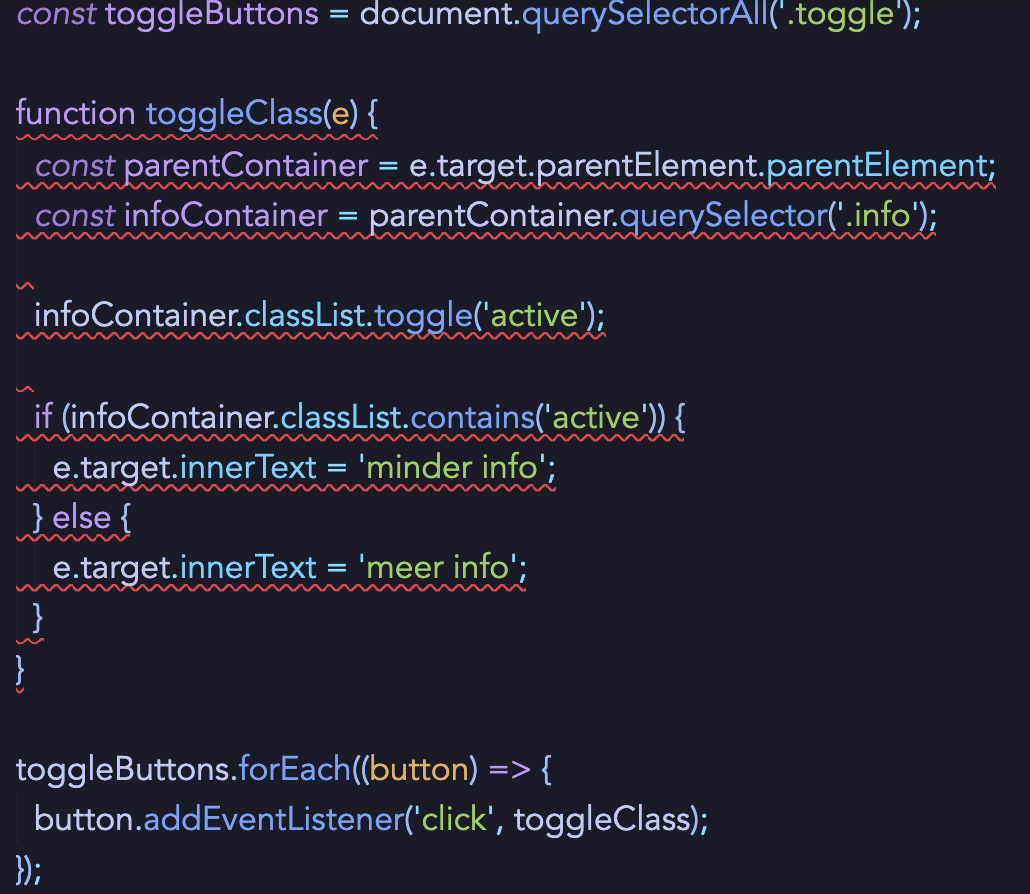 const toggleButtons = document.querySelectorAll('.toggle');
function toggleClass(e) {
const parentContainer = e.target.parentElement.parentElement;
const infoContainer = parentContainer.querySelector('.info');
infoContainer.classList.toggle('active');
if (infoContainer.classList.contains('active')) {
e.target.innerText = 'minder info';
} else {
e.target.innerText = 'meer info';
}
}
toggleButtons.forEach((button) => {
button.addEventListener('click', toggleClass);
});